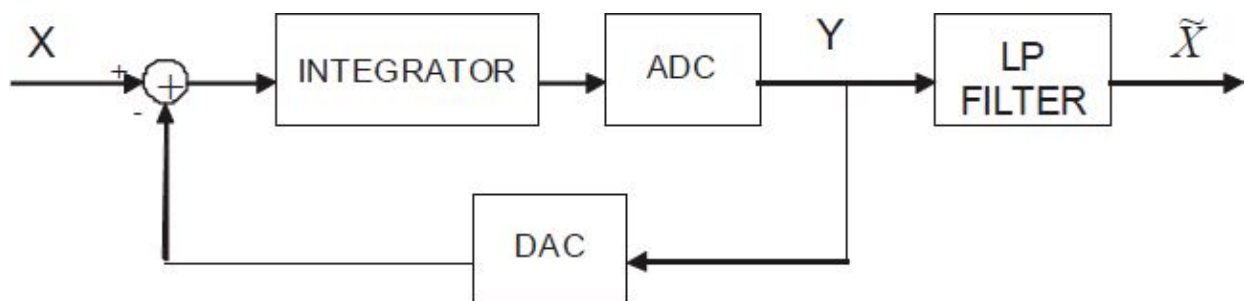 X
+
-
+
INTEGRATOR
ADC
Y
LP
FILTER
X̃
DAC